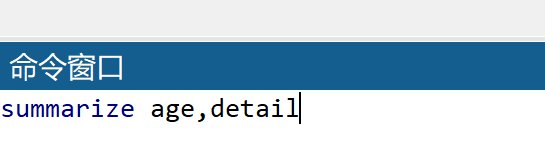 命令窗口
summarize age,detail